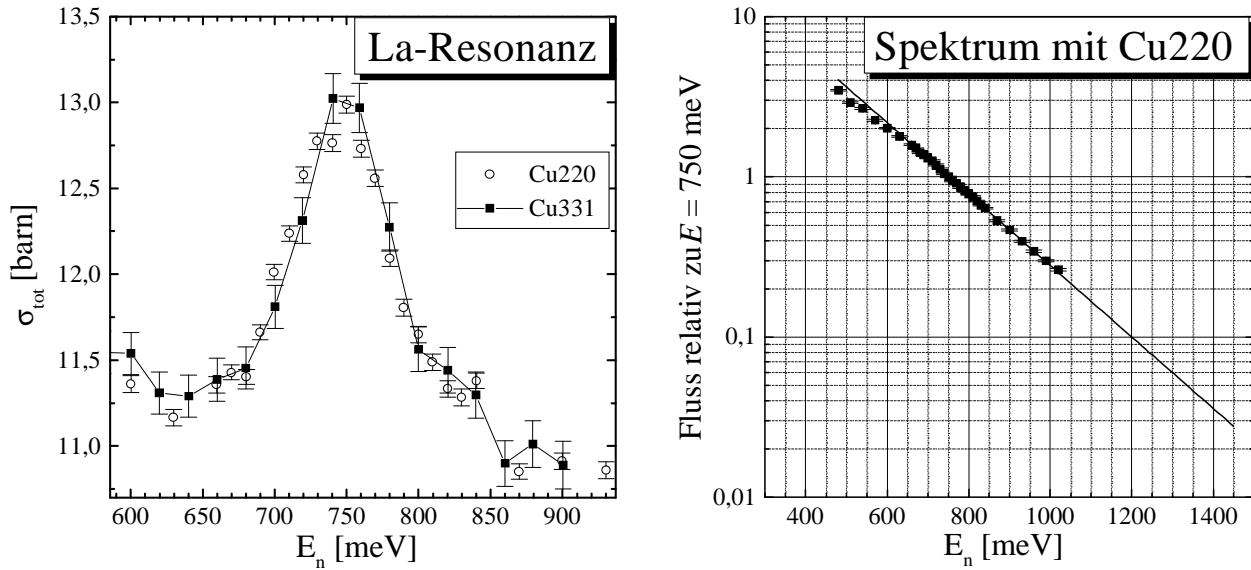 La-Resonanz
13,5
13,0
12,5
12,0
11,5
11,0
σtot [barn]
Cu220
Cu331
600 650 700 750 800 850 900
En [meV]
Spektrum mit Cu220
10
1
0,1
0,01
Fluss relativ zu E = 750 meV
400 600 800 1000 1200 1400
En [meV]